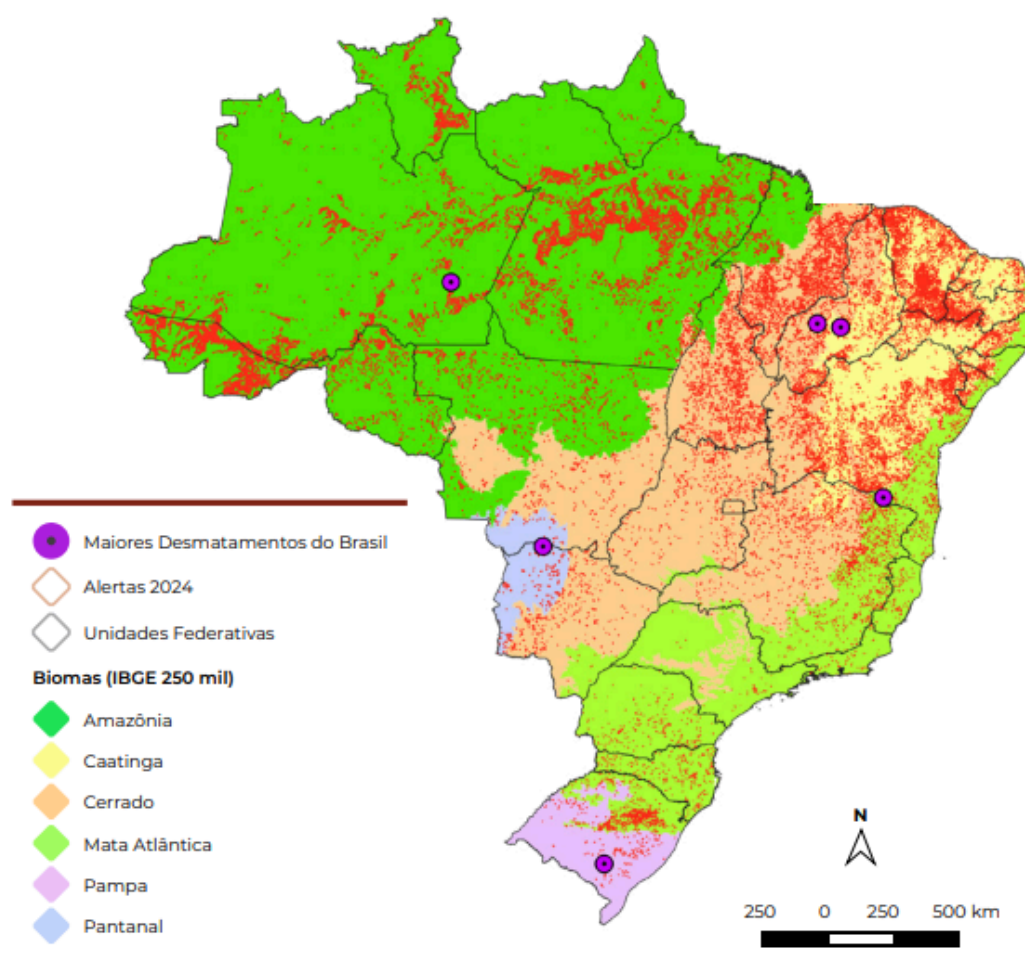 Maiores Desmatamentos do Brasil
Alertas 2024
Unidades Federativas
Biomas (IBGE 250 mil)
Amazônia
Caatinga
Cerrado
Mata Atlântica
Pampa
Pantanal
N
250 0 250 500 km